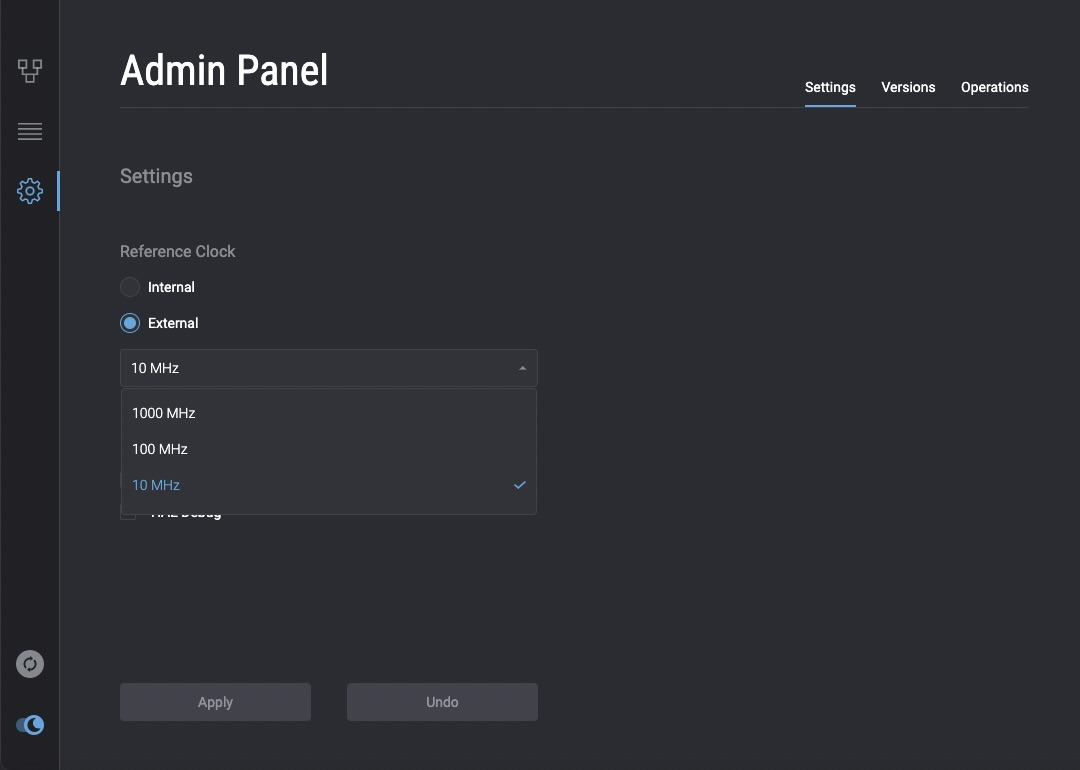 Admin Panel
Settings Versions Operations
Settings
Reference Clock
Internal
External
10 MHz
1000 MHz
100 MHz
10 MHz
Debug
Apply Undo